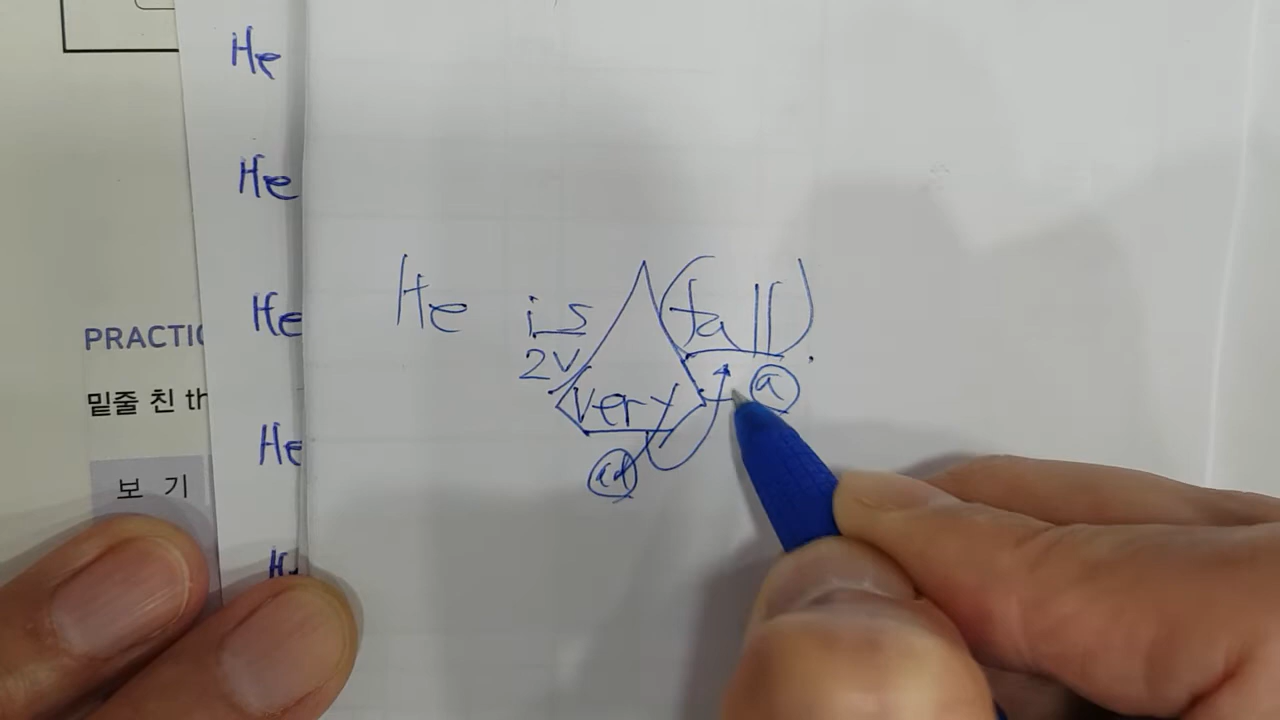 He
He
He
He
PRACTIC
밑줄 친 th
보 기
He is (tall).
2V
very
a
ad